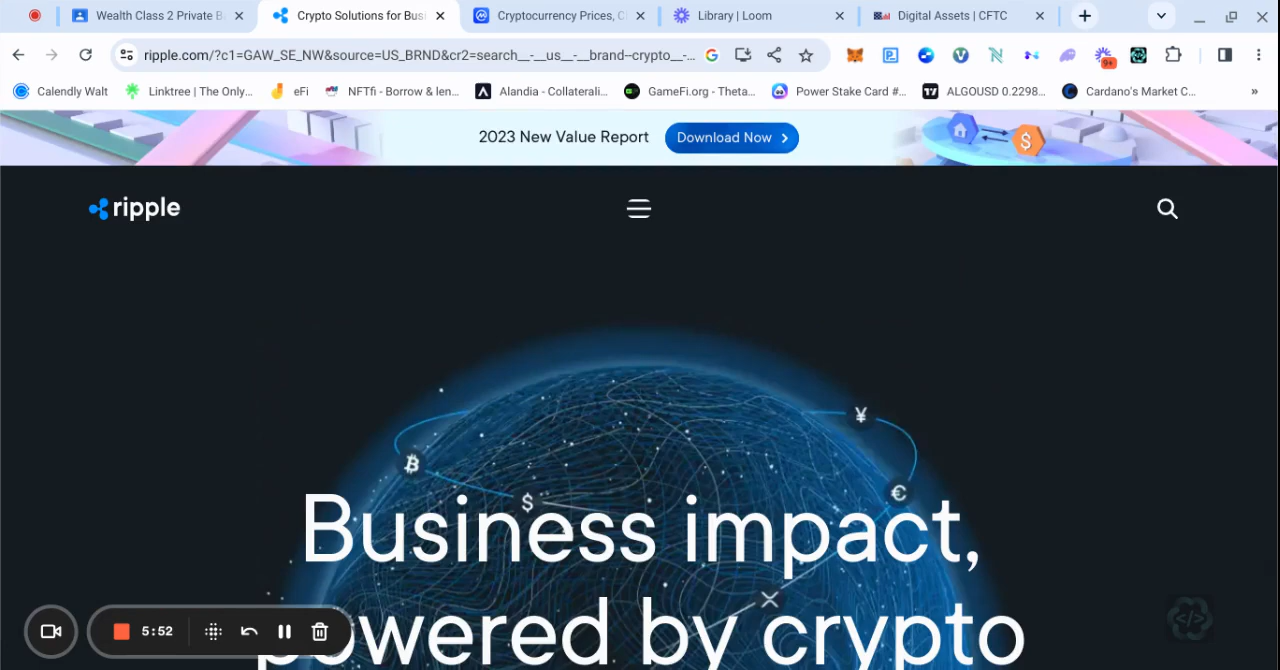 Wealth Class 2 Private B
Crypto Solutions for Busi
Cryptocurrency Prices, C
Library | Loom
Digital Assets | CFTC
ripple.com/?c1=GAW_SE_NW&source=US_BRND&cr2=search__-__us__-__brand--crypto__-...
9+
Calendly Walt
Linktree | The Only...
eFi
NFTfi - Borrow & len...
Alandia - Collaterali...
GameFi.org - Theta...
Power Stake Card #...
ALGOUSD 0.2298...
Cardano's Market C...
»
2023 New Value Report
Download Now
$
ripple
¥
₿
€
$
Business impact,
powered by crypto
5:52